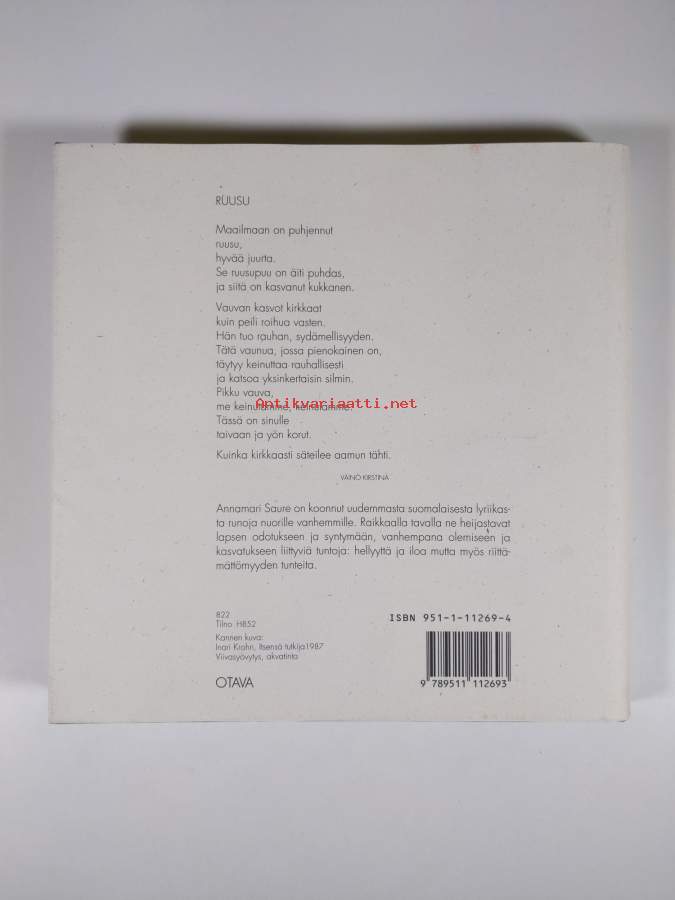 RUUSU
Maailmaan on puhjennut
ruusu,
hyvää juurta.
Se ruusupuu on äiti puhdas,
ja siitä on kasvanut kukkanen.
Vauvan kasvot kirkkaat
kuin peili roihua vasten.
Hän tuo rauhan, sydämellisyyden.
Tätä vaunua, jossa pienokainen on,
täytyy keinuttaa rauhallisesti
ja katsoa yksinkertaisin silmin.
Pikku vauva,
Antikvariaatti.net
me keinutamme, keinutamme.
Tässä on sinulle
taivaan ja yön korut.
Kuinka kirkkaasti säteilee aamun tähti.
VÄINÖ KIRSTINÄ
Annamari Saure on koonnut uudemmasta suomalaisesta lyriikas-
ta runoja nuorille vanhemmille. Raikkaalla tavalla ne heijastavat
lapsen odotukseen ja syntymään, vanhempana olemiseen ja
kasvatukseen liittyviä tuntoja: hellyyttä ja iloa mutta myös riittä-
mättömyyden tunteita.
822
Tilno H852
Kannen kuva:
Inari Krohn, Itsensä tutkija1987
Viivasyövytys, akvatinta
OTAVA
ISBN 951-1-11269-4
9 789511 112693